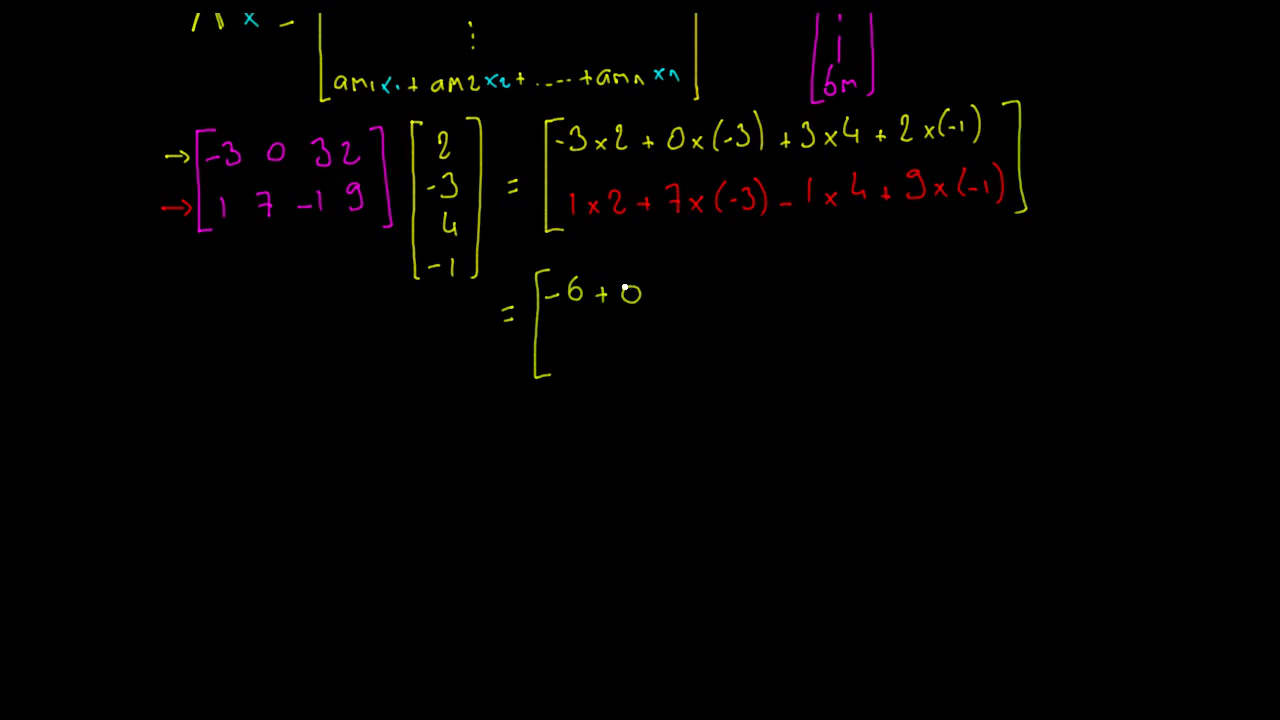 x -
⋮
am1x1 + am2x2 + ..... + amn xn
bm
→ [-3 0 3 2] [2] = [-3×2 + 0×(-3) + 3×4 + 2×(-1)]
→ [1 7 -1 9] [-3] [1×2 + 7×(-3) - 1×4 + 9×(-1)]
[4]
[-1]
= [-6 + 0